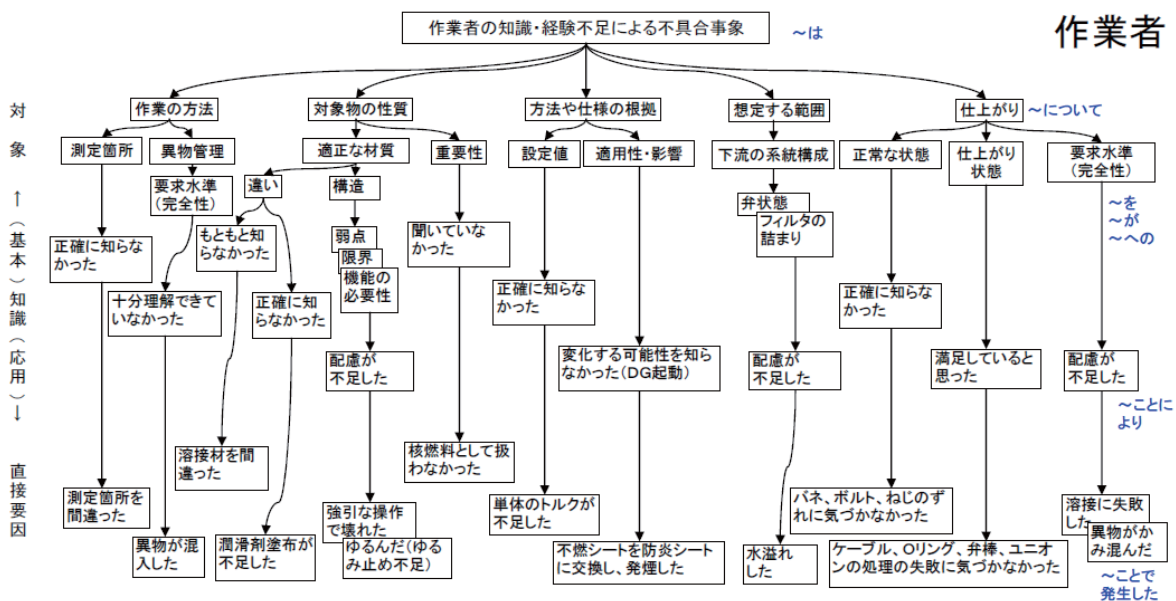 作業者の知識・経験不足による不具合事象
～は
作業者
対
象
↑
（基本）
知識
（応用）
↓
直接要因
作業の方法
対象物の性質
方法や仕様の根拠
想定する範囲
仕上がり
～について
測定箇所
異物管理
適正な材質
重要性
設定値
適用性・影響
下流の系統構成
正常な状態
仕上がり
状態
要求水準
（完全性）
要求水準
（完全性）
違い
構造
弁状態
フィルタの
詰まり
～を
～が
～への
正確に知らな
かった
もともと知
らなかった
弱点
限界
機能の
必要性
聞いていな
かった
十分理解できて
いなかった
正確に知
らなかった
正確に知らな
かった
正確に知らな
かった
配慮が
不足した
変化する可能性を知ら
なかった（DG起動）
配慮が
不足した
満足していると
思った
配慮が
不足した
～ことに
より
溶接材を間
違った
核燃料として扱
わなかった
測定箇所を
間違った
異物が混
入した
潤滑剤塗布が
不足した
強引な操作
で壊れた
ゆるんだ（ゆる
み止め不足）
単体のトルクが
不足した
不燃シートを防炎シート
に交換し、発煙した
水溢れ
した
バネ、ボルト、ねじのず
れに気づかなかった
ケーブル、Oリング、弁棒、ユニオ
ンの処理の失敗に気づかなかった
溶接に失敗
した
異物がか
み混んだ
～ことで
発生した